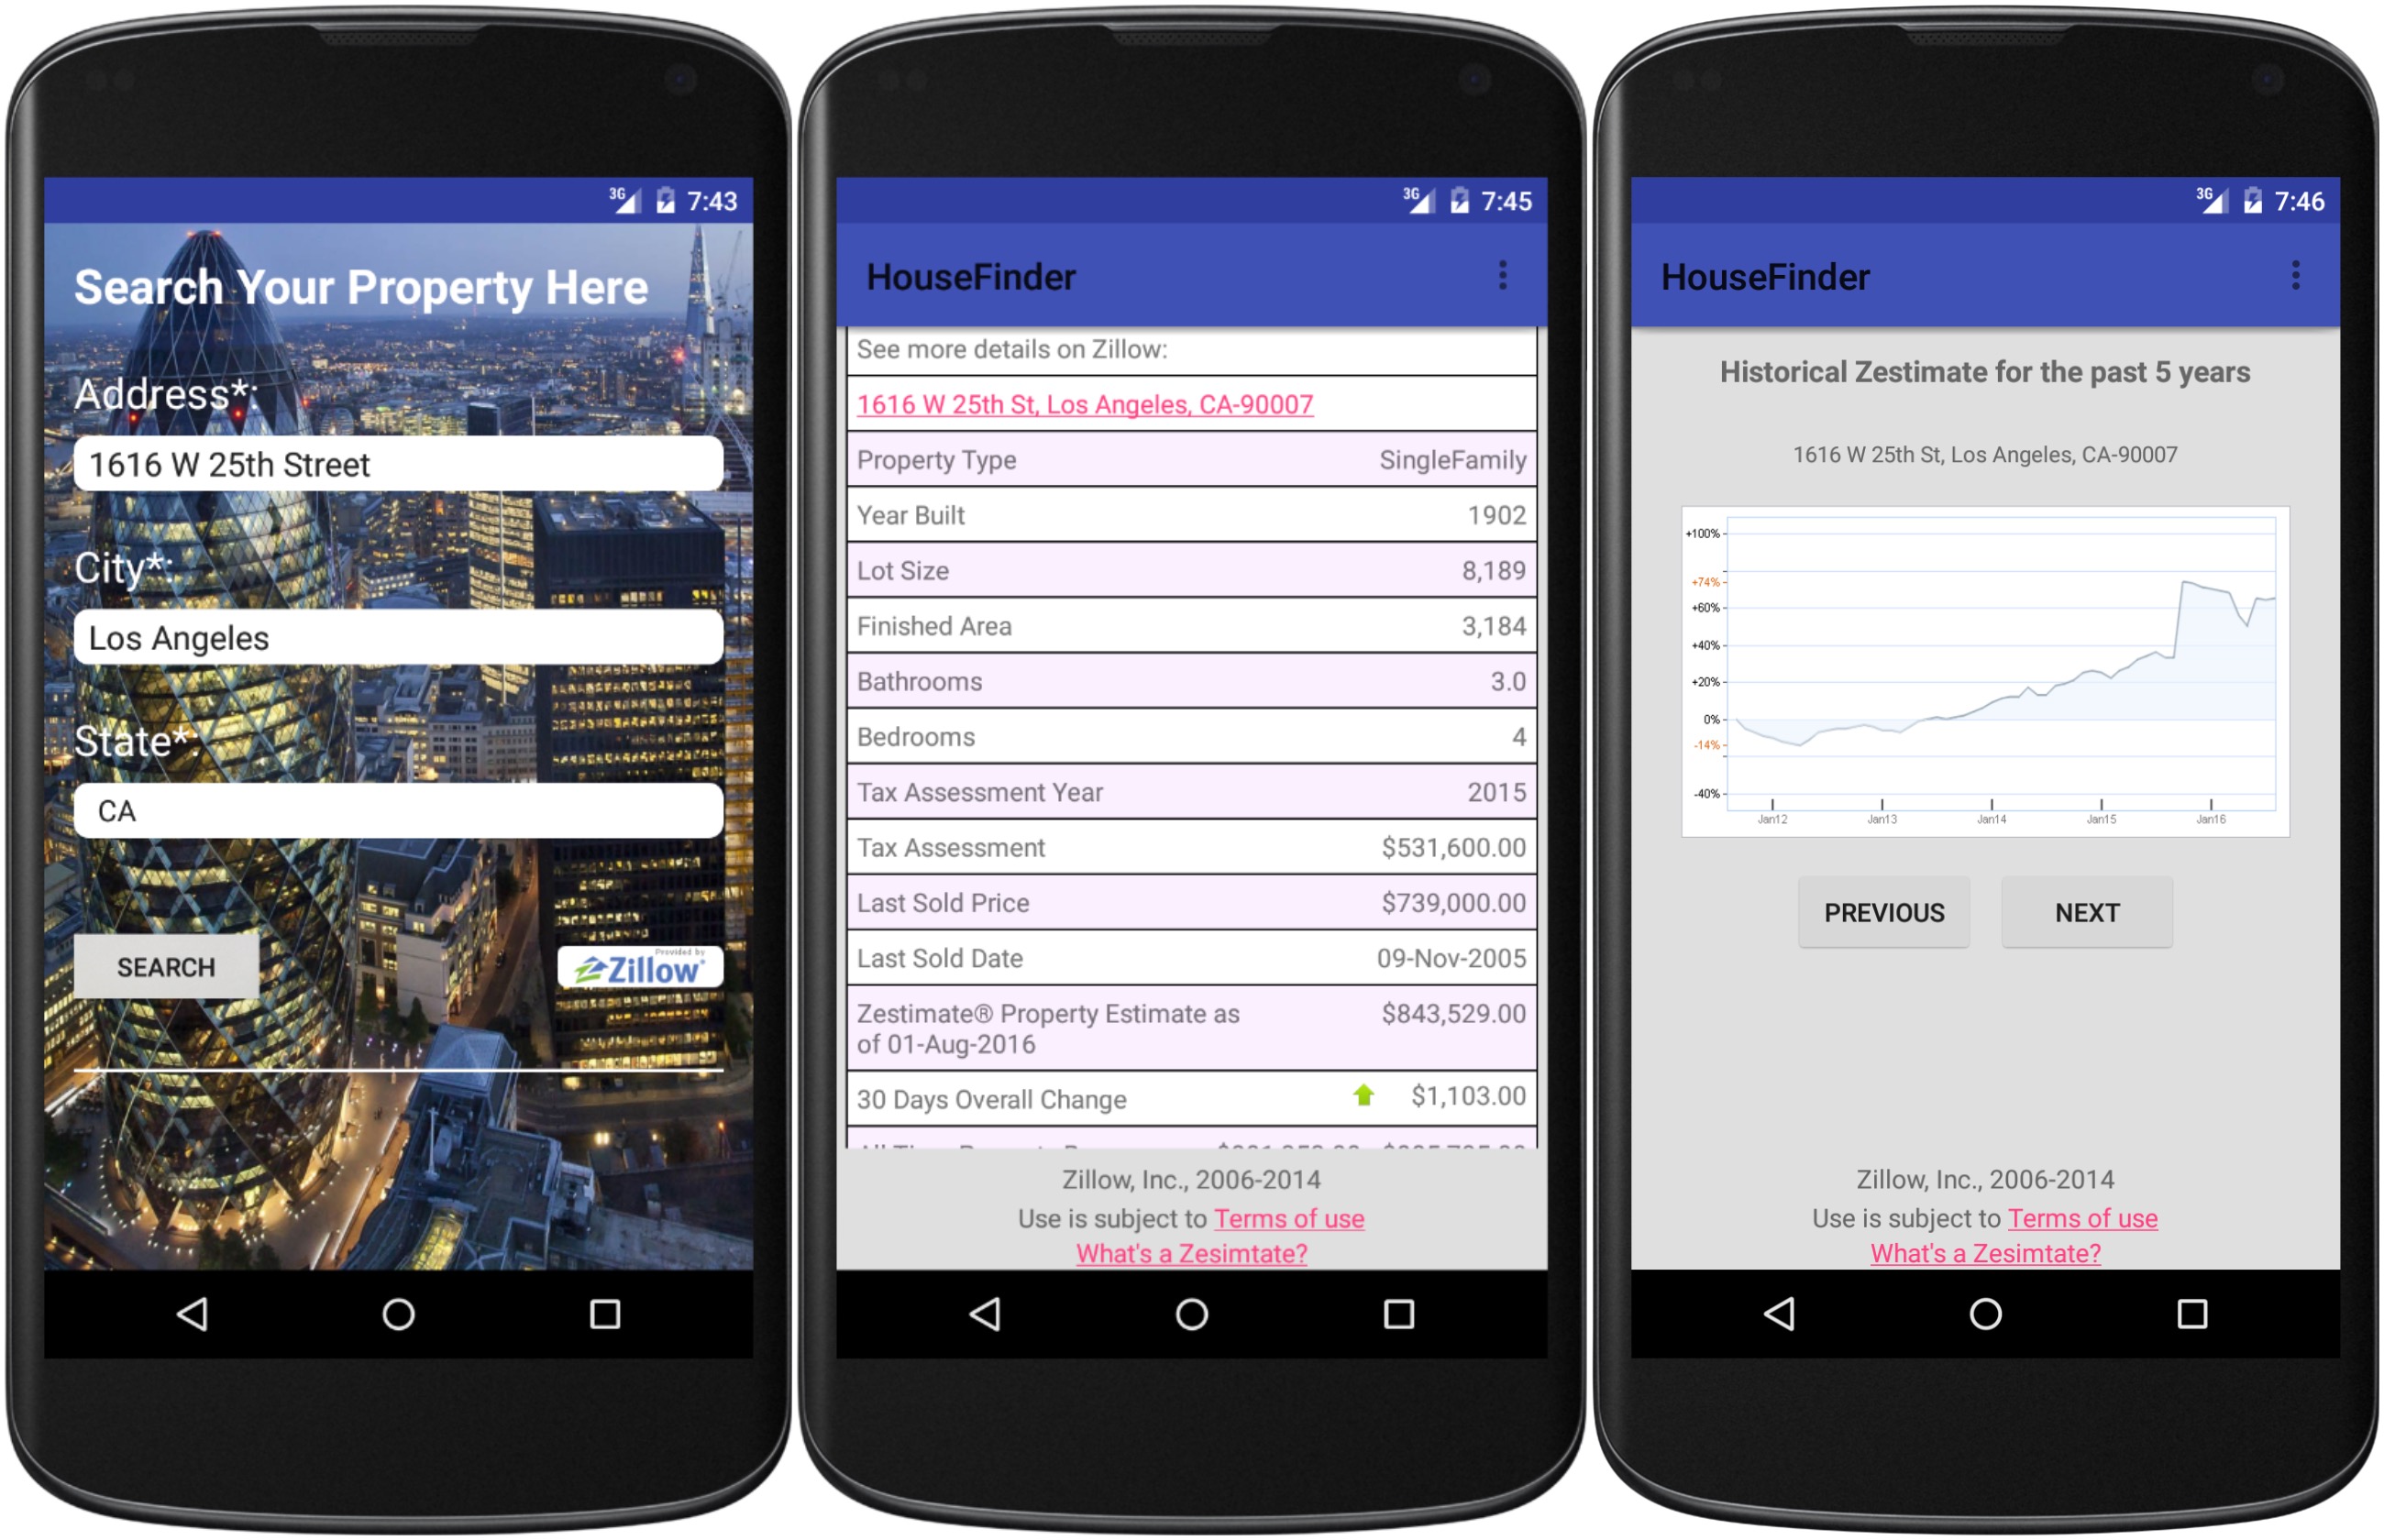 3G 7:43
Search Your Property Here
Address*:
1616 W 25th Street
City*:
Los Angeles
State*:
CA
SEARCH
Provided by
Zillow
3G 7:45
HouseFinder
See more details on Zillow:
1616 W 25th St, Los Angeles, CA-90007
Property Type SingleFamily
Year Built 1902
Lot Size 8,189
Finished Area 3,184
Bathrooms 3.0
Bedrooms 4
Tax Assessment Year 2015
Tax Assessment $531,600.00
Last Sold Price $739,000.00
Last Sold Date 09-Nov-2005
Zestimate® Property Estimate as $843,529.00
of 01-Aug-2016
30 Days Overall Change $1,103.00
Zillow, Inc., 2006-2014
Use is subject to Terms of use
What's a Zesimtate?
3G 7:46
HouseFinder
Historical Zestimate for the past 5 years
1616 W 25th St, Los Angeles, CA-90007
+100%
+74%
+60%
+40%
+20%
0%
-14%
-40%
Jan12 Jan13 Jan14 Jan15 Jan16
PREVIOUS NEXT
Zillow, Inc., 2006-2014
Use is subject to Terms of use
What's a Zesimtate?